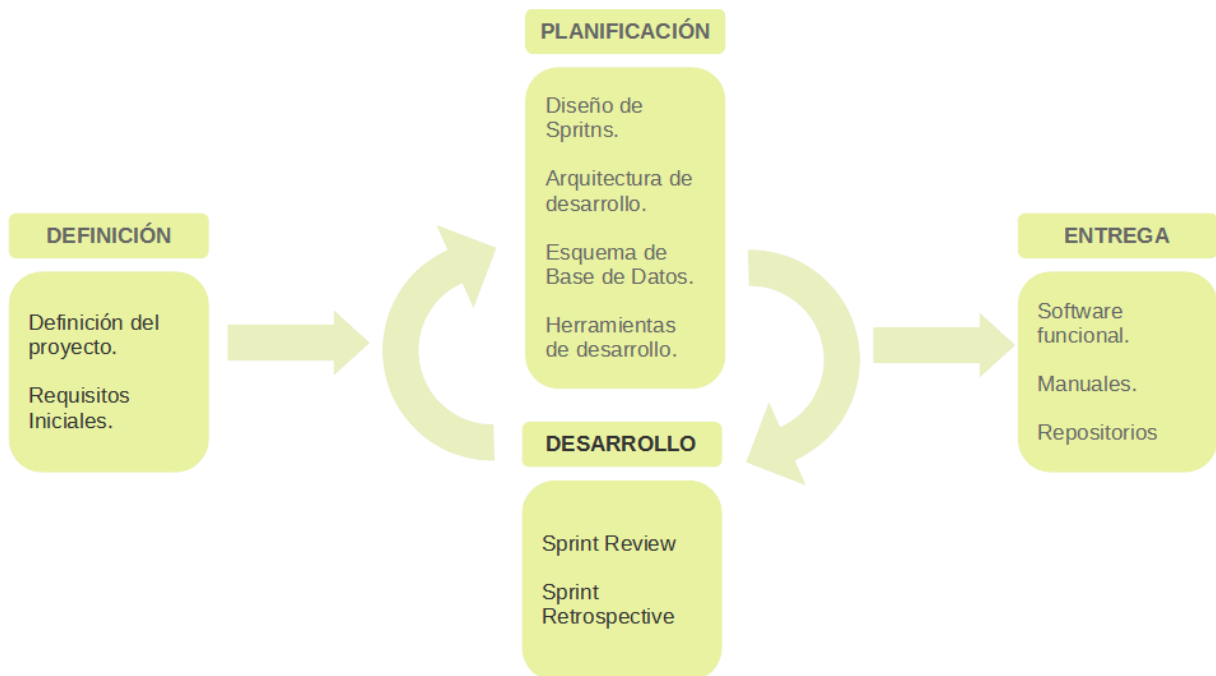 DEFINICIÓN
Definición del
proyecto.
Requisitos
Iniciales.
PLANIFICACIÓN
Diseño de
Spritns.
Arquitectura de
desarrollo.
Esquema de
Base de Datos.
Herramientas
de desarrollo.
DESARROLLO
Sprint Review
Sprint
Retrospective
ENTREGA
Software
funcional.
Manuales.
Repositorios